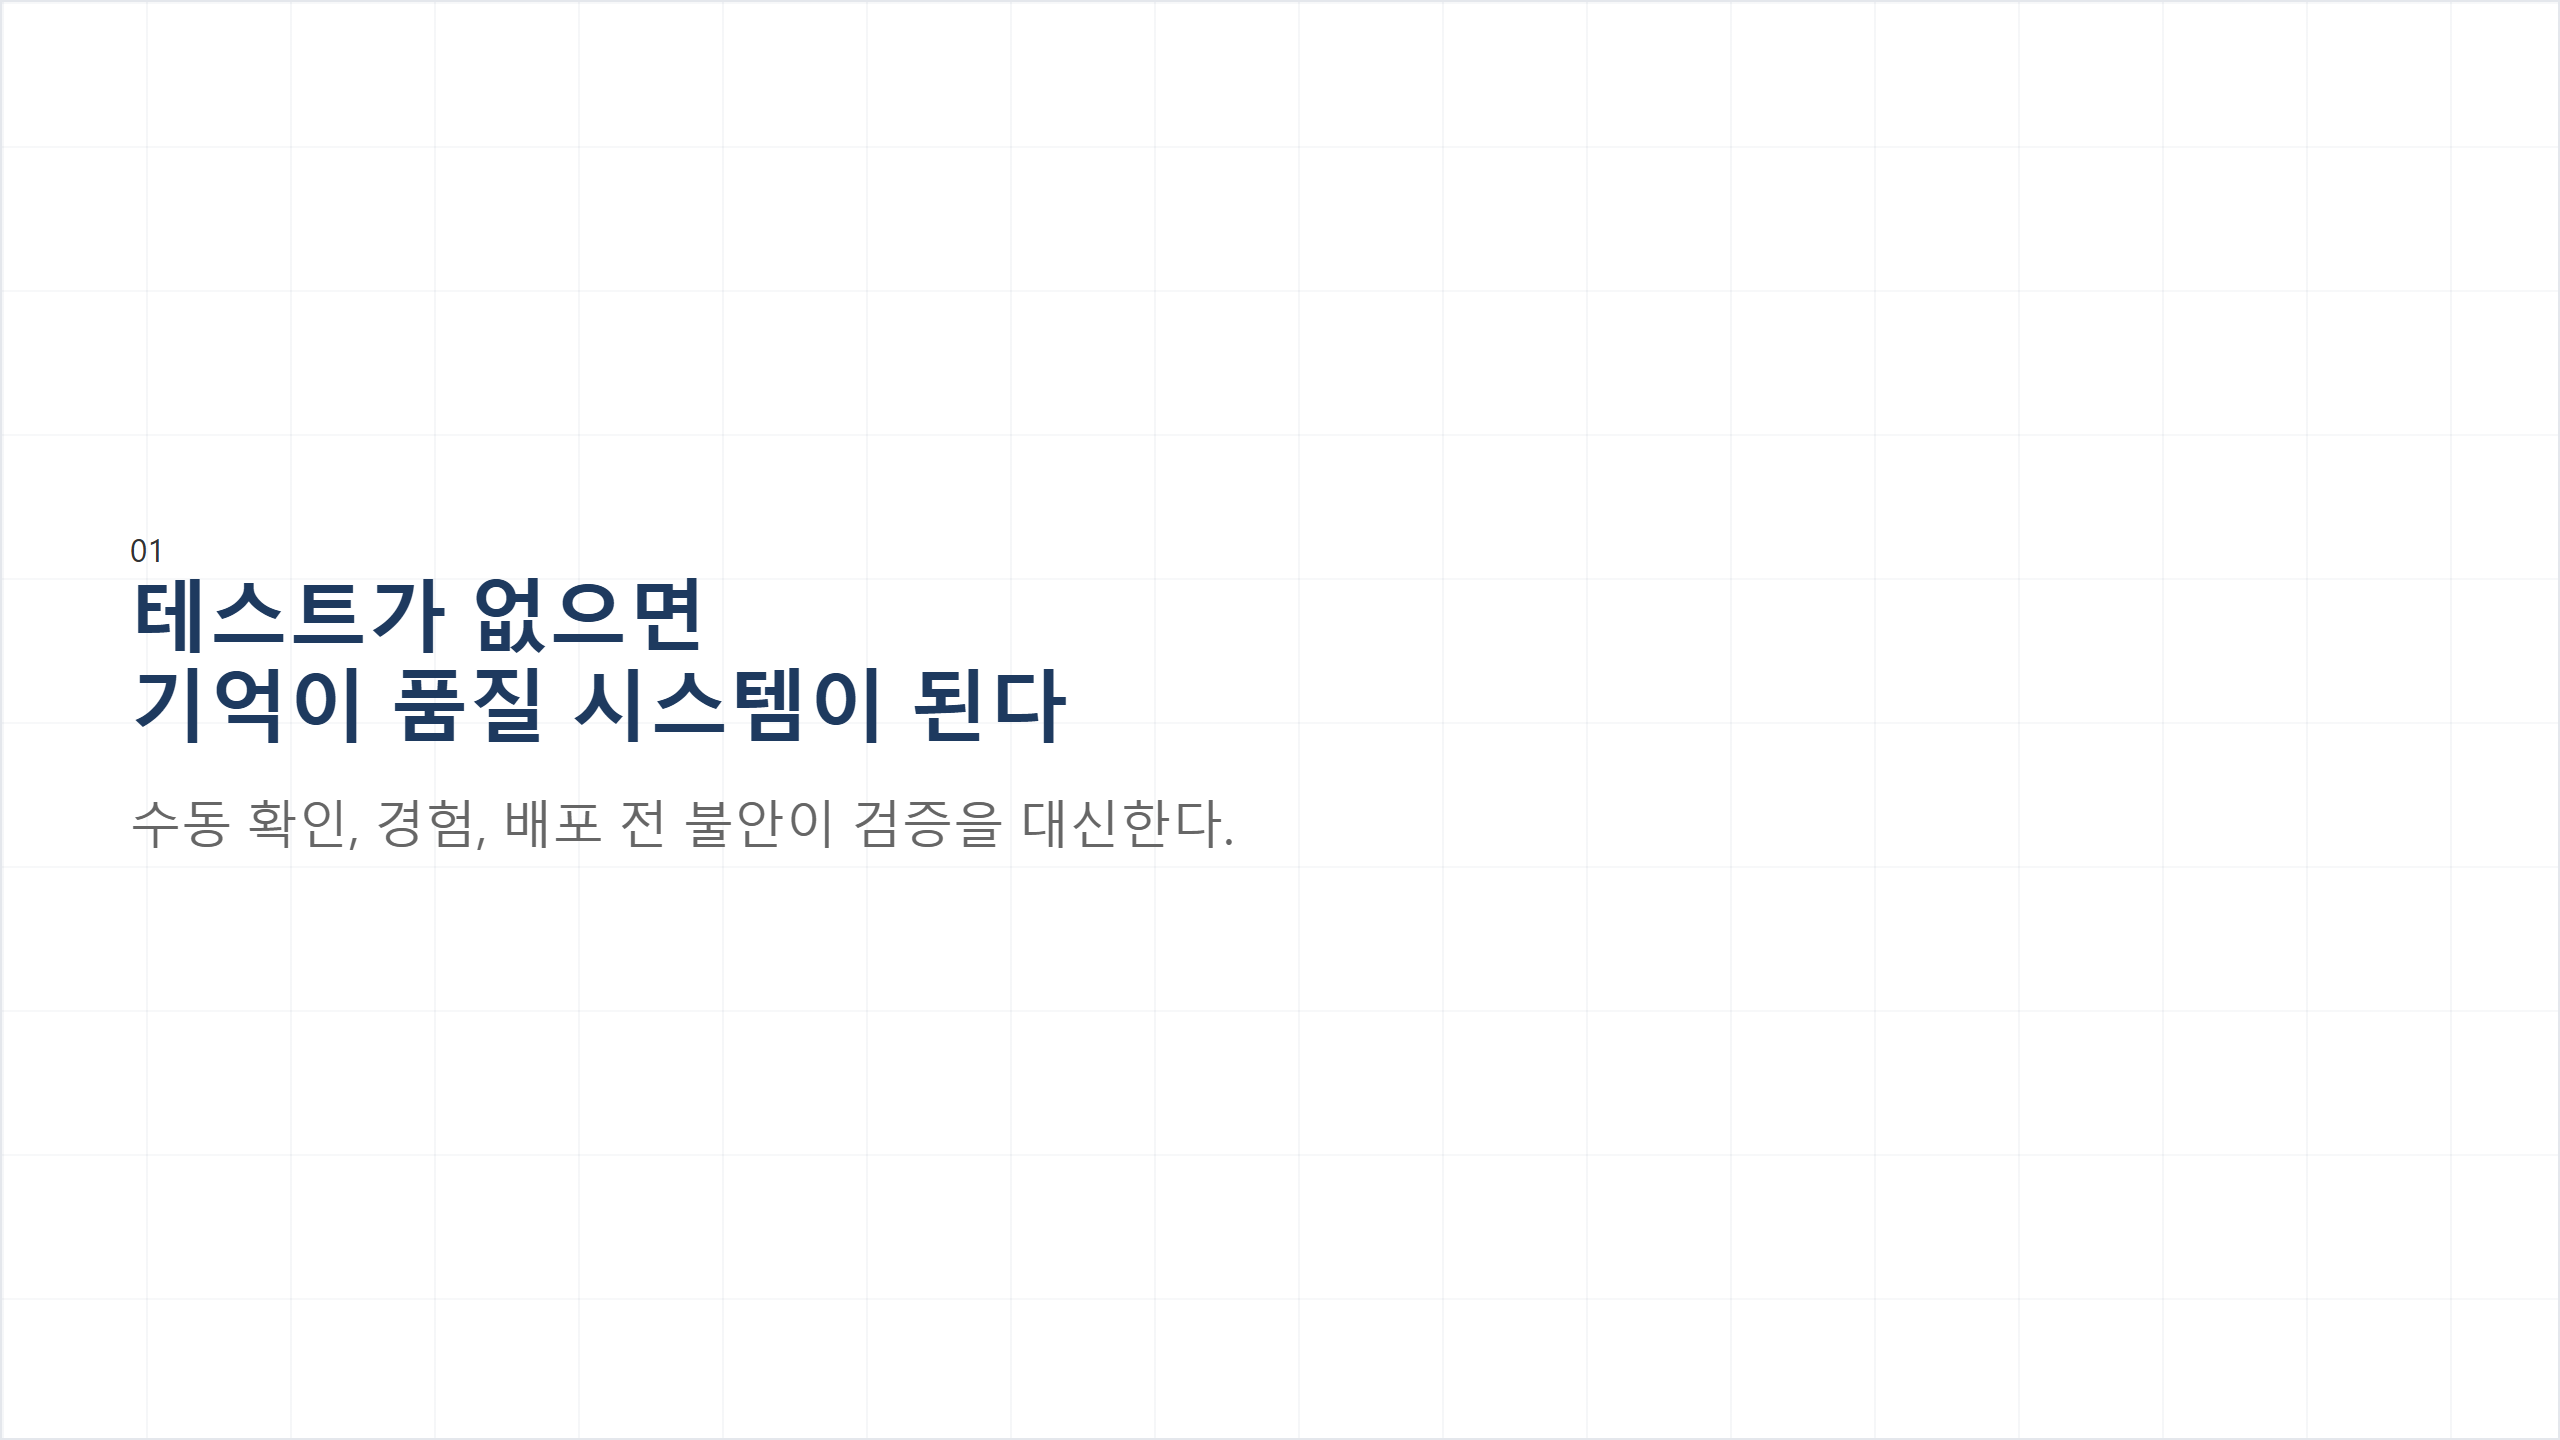 01
테스트가 없으면
기억이 품질 시스템이 된다
수동 확인, 경험, 배포 전 불안이 검증을 대신한다.